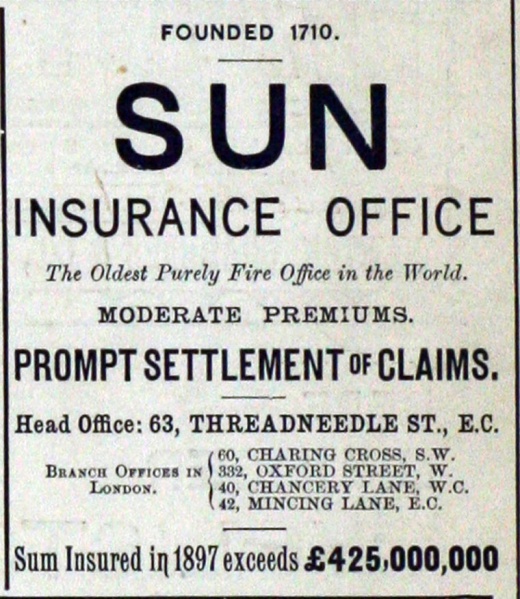 FOUNDED 1710.
SUN
INSURANCE OFFICE
The Oldest Purely Fire Office in the World.
MODERATE PREMIUMS.
PROMPT SETTLEMENT OF CLAIMS.
Head Office: 63, THREADNEEDLE ST., E.C.
BRANCH OFFICES IN LONDON.
60, CHARING CROSS, S.W.
332, OXFORD STREET, W.
40, CHANCERY LANE, W.C.
42, MINCING LANE, E.C.
Sum Insured in 1897 exceeds £425,000,000